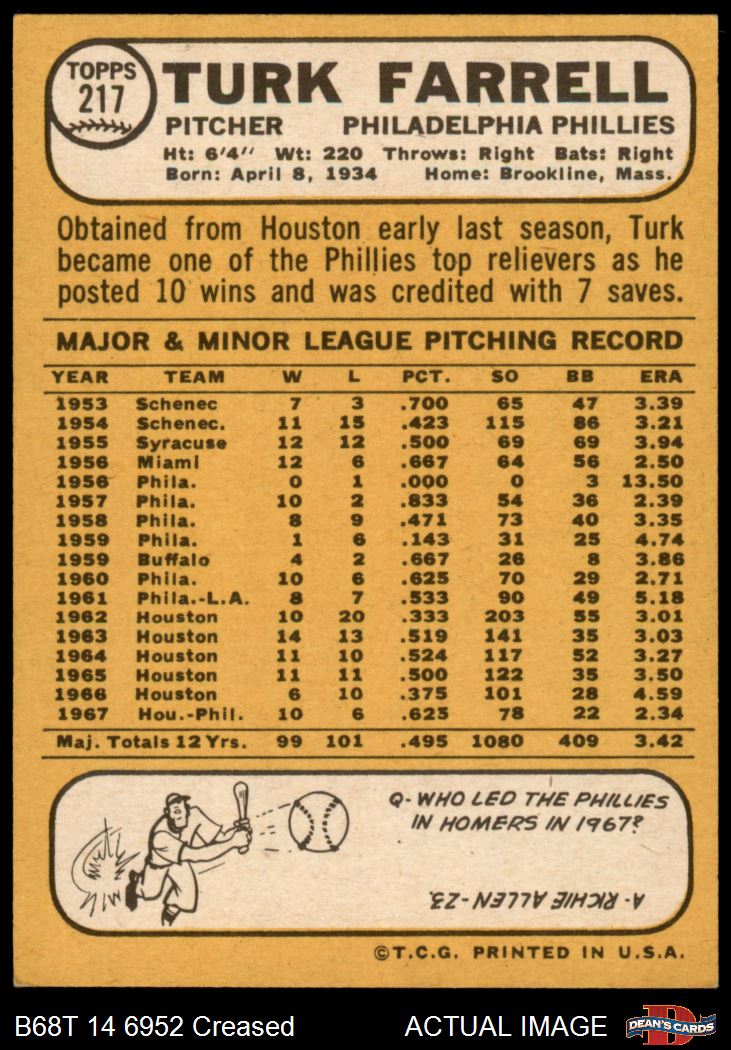 TOPPS
217
TURK FARRELL
PITCHER PHILADELPHIA PHILLIES
Ht: 6'4" Wt: 220 Throws: Right Bats: Right
Born: April 8, 1934 Home: Brookline, Mass.
Obtained from Houston early last season, Turk
became one of the Phillies top relievers as he
posted 10 wins and was credited with 7 saves.
MAJOR & MINOR LEAGUE PITCHING RECORD
YEAR TEAM W L PCT. SO BB ERA
1953 Schenec 7 3 .700 65 47 3.39
1954 Schenec. 11 15 .423 115 86 3.21
1955 Syracuse 12 12 .500 69 69 3.94
1956 Miami 12 6 .667 64 56 2.50
1956 Phila. 0 1 .000 0 3 13.50
1957 Phila. 10 2 .833 54 36 2.39
1958 Phila. 8 9 .471 73 40 3.35
1959 Phila. 1 6 .143 31 25 4.74
1959 Buffalo 4 2 .667 26 8 3.86
1960 Phila. 10 6 .625 70 29 2.71
1961 Phila.-L.A. 8 7 .533 90 49 5.18
1962 Houston 10 20 .333 203 55 3.01
1963 Houston 14 13 .519 141 35 3.03
1964 Houston 11 10 .524 117 52 3.27
1965 Houston 11 11 .500 122 35 3.50
1966 Houston 6 10 .375 101 28 4.59
1967 Hou.-Phil. 10 6 .625 78 22 2.34
Maj. Totals 12 Yrs. 99 101 .495 1080 409 3.42
Q- WHO LED THE PHILLIES
IN HOMERS IN 1967?
A- RICHIE ALLEN-23.
©T.C.G. PRINTED IN U.S.A.
B68T 14 6952 Creased ACTUAL IMAGE
D
DEAN'S CARDS